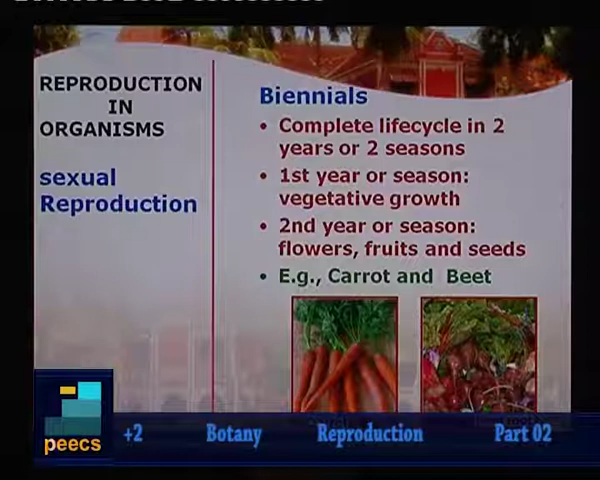 REPRODUCTION
IN
ORGANISMS
sexual
Reproduction
Biennials
• Complete lifecycle in 2
years or 2 seasons
• 1st year or season:
vegetative growth
• 2nd year or season:
flowers, fruits and seeds
• E.g., Carrot and Beet
peecs
+2 Botany Reproduction Part 02